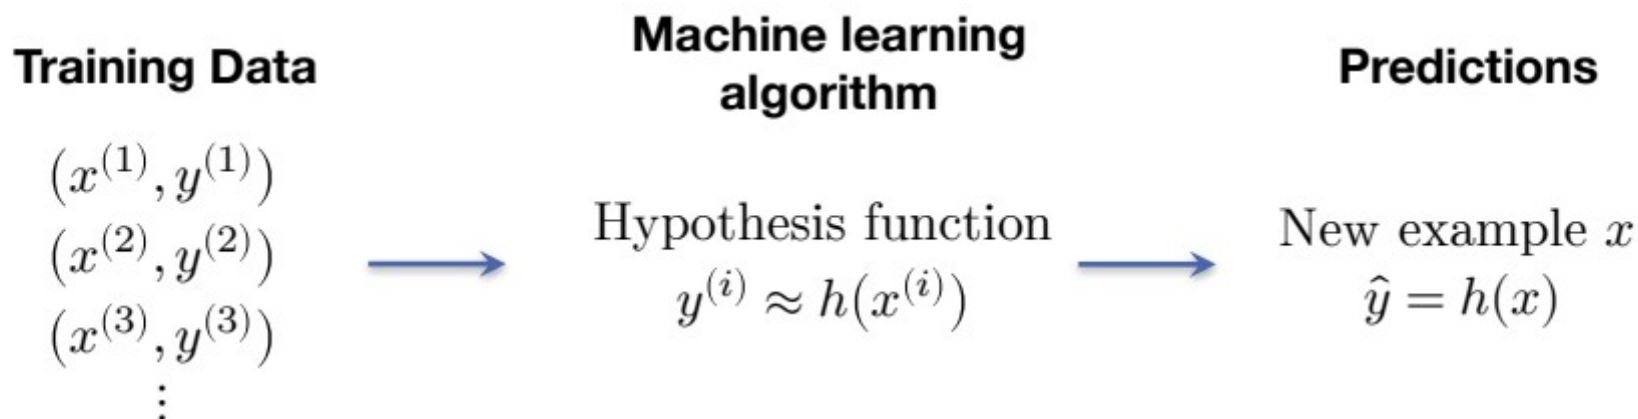 Training Data
(x^{(1)}, y^{(1)})
(x^{(2)}, y^{(2)})
(x^{(3)}, y^{(3)})
⋮
Machine learning
algorithm
Hypothesis function
y^{(i)} ≈ h(x^{(i)})
Predictions
New example x
ŷ = h(x)